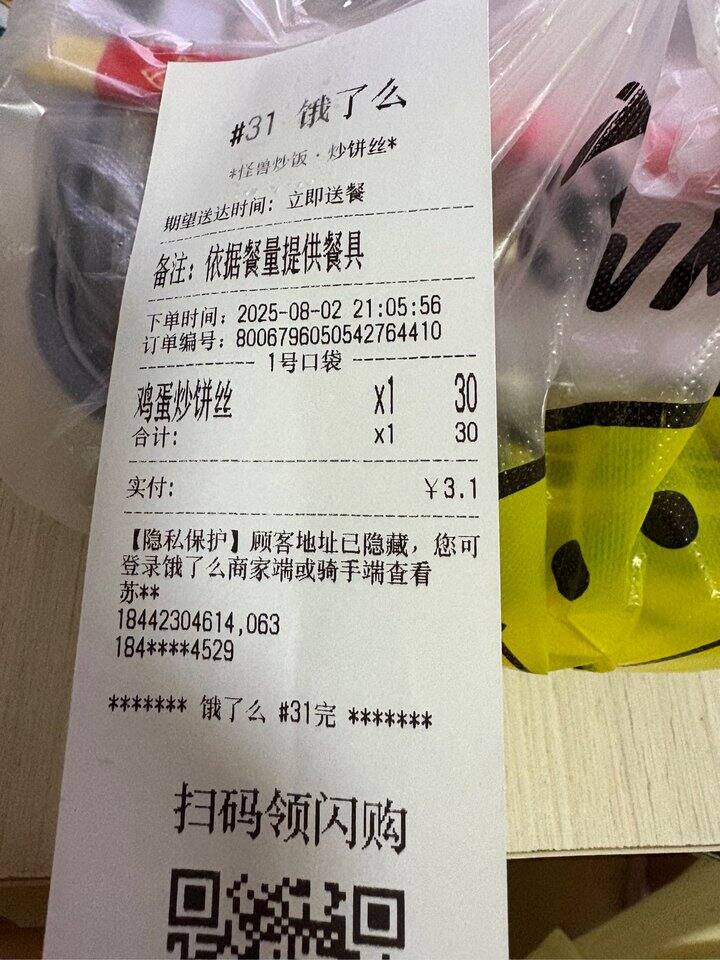 #31 饿了么
*怪兽炒饭·炒饼丝*
期望送达时间: 立即送餐
备注: 依据餐量提供餐具
下单时间: 2025-08-02 21:05:56
订单编号: 8006796050542764410
1号口袋
鸡蛋炒饼丝 x1 30
合计: x1 30
实付: ￥3.1
【隐私保护】顾客地址已隐藏, 您可
登录饿了么商家端或骑手端查看
苏**
18442304614,063
184****4529
******* 饿了么 #31完 *******
扫码领闪购